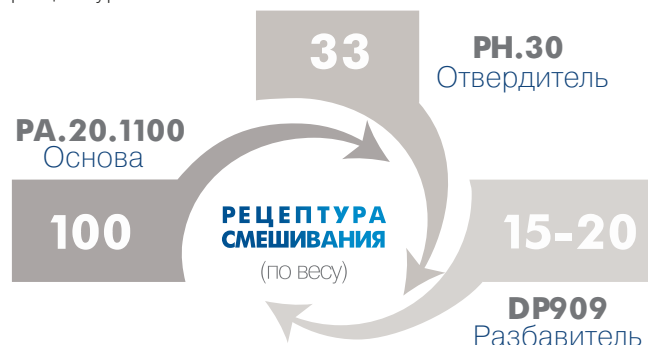 33
PH.30
Отвердитель
PA.20.1100
Основа
100
РЕЦЕПТУРА
СМЕШИВАНИЯ
(по весу)
15-20
DP909
Разбавитель